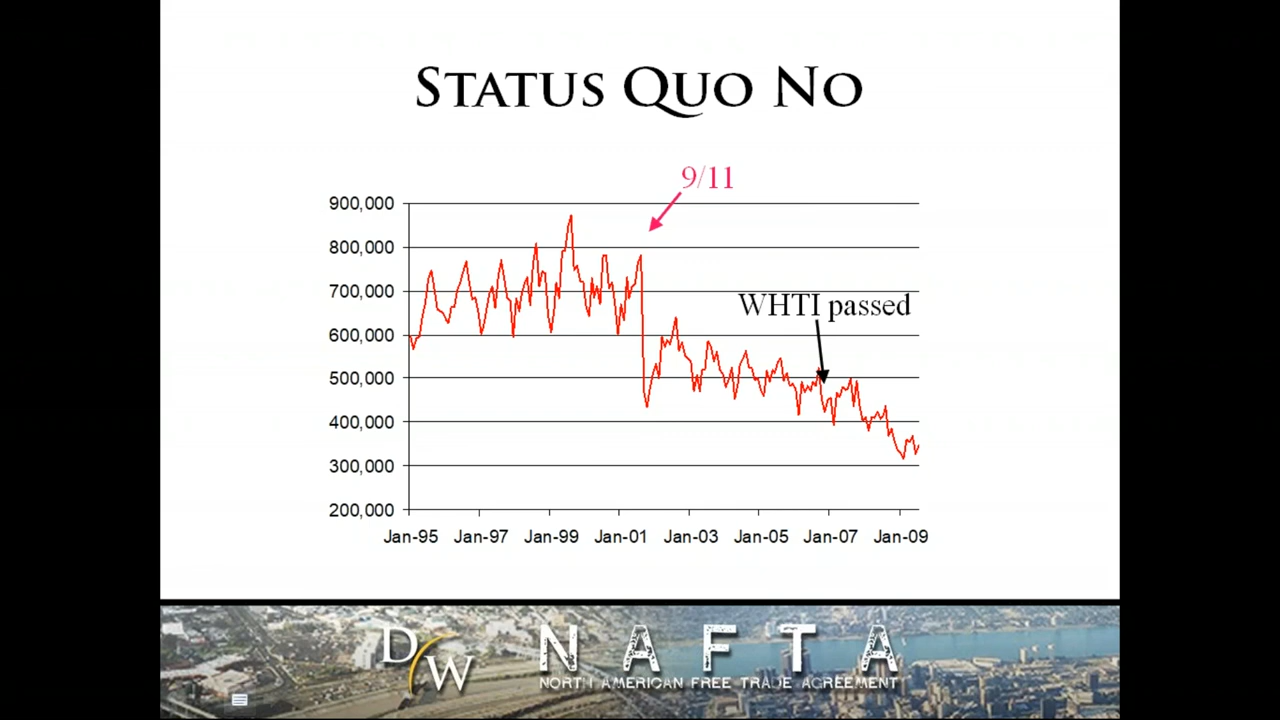 STATUS QUO NO
9/11
WHTI passed
900,000
800,000
700,000
600,000
500,000
400,000
300,000
200,000
Jan-95 Jan-97 Jan-99 Jan-01 Jan-03 Jan-05 Jan-07 Jan-09
DW NAFTA
NORTH AMERICAN FREE TRADE AGREEMENT